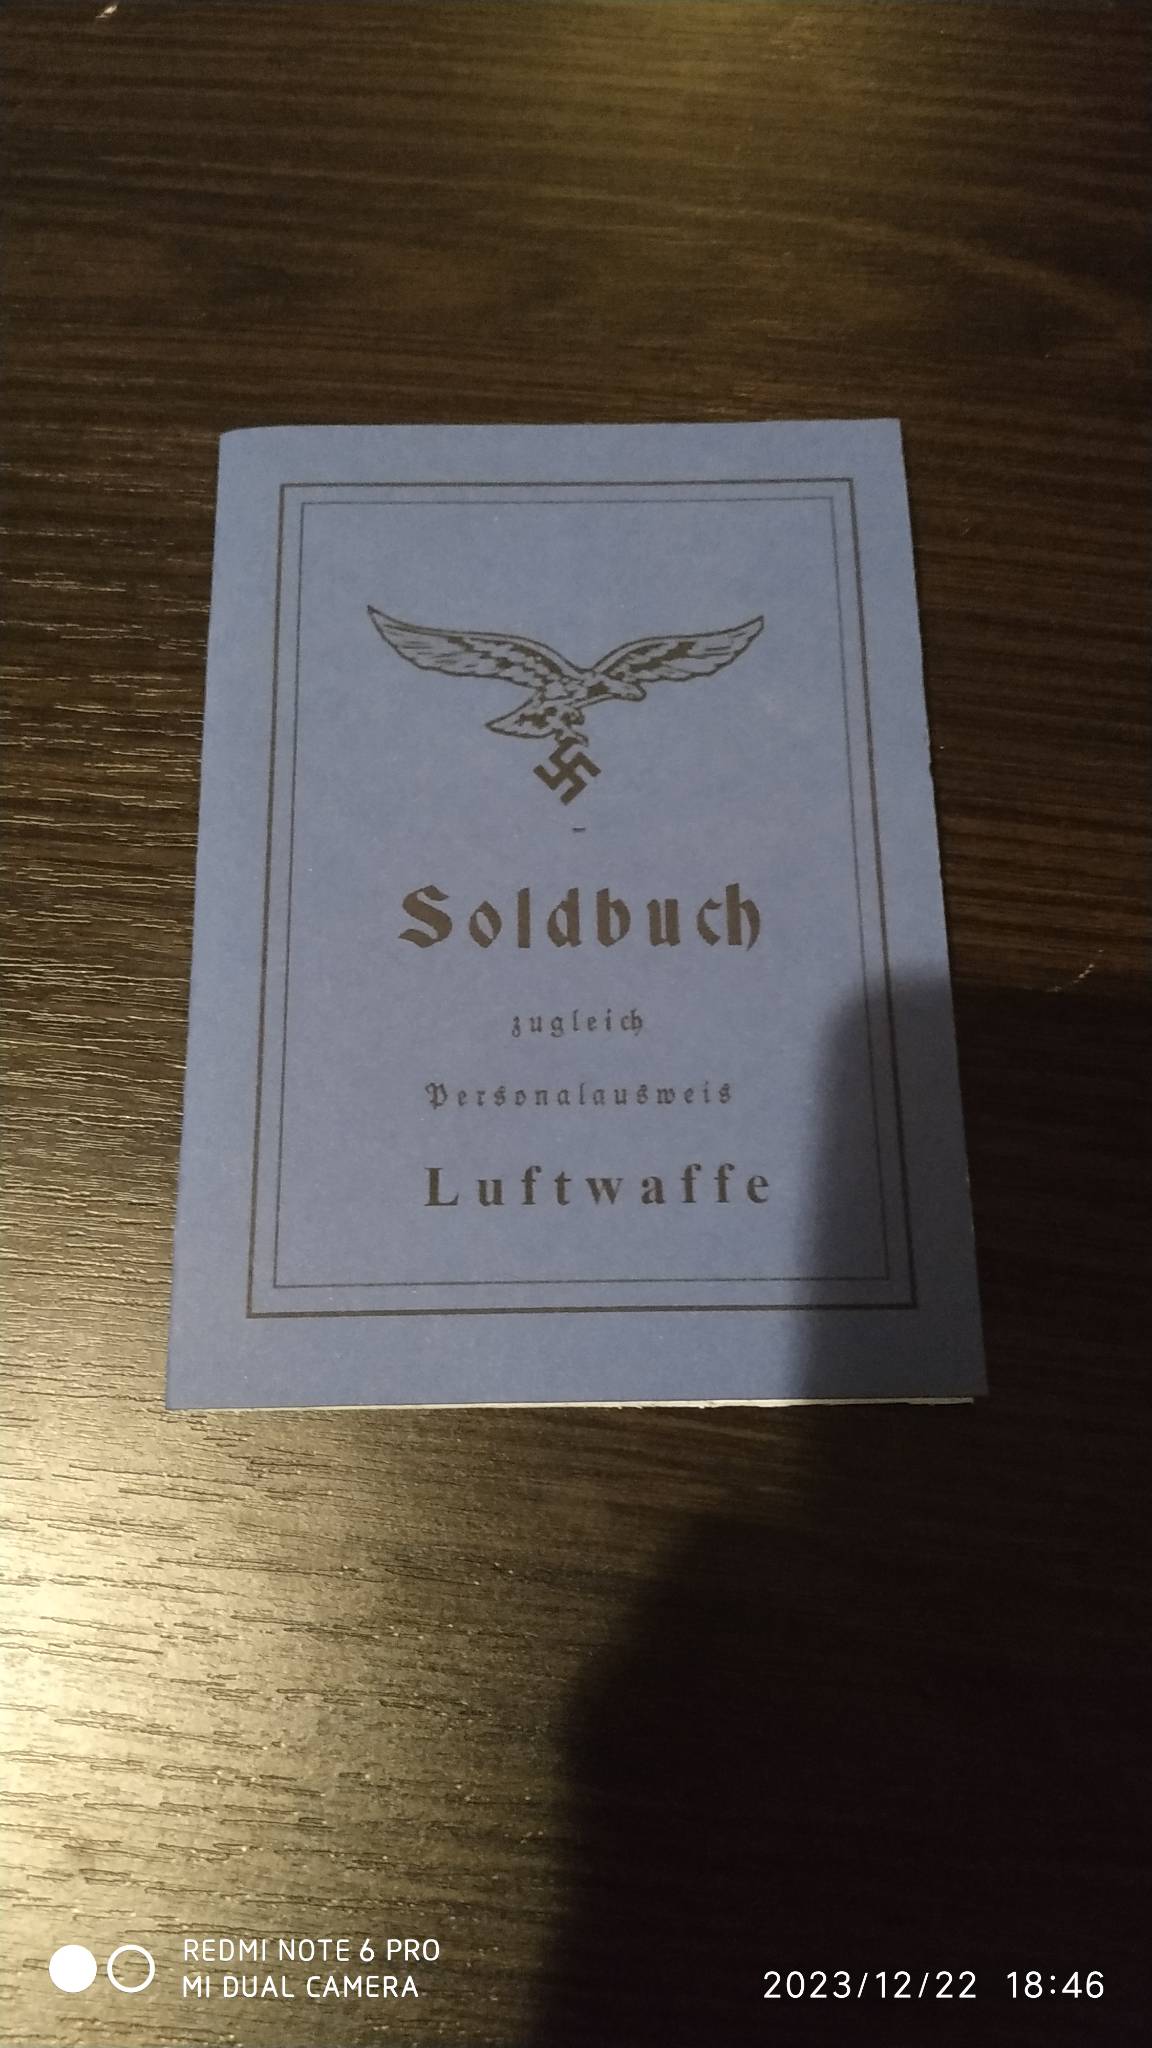 Soldbuch
zugleich
Personalausweis
Luftwaffe
REDMI NOTE 6 PRO
MI DUAL CAMERA
2023/12/22 18:46